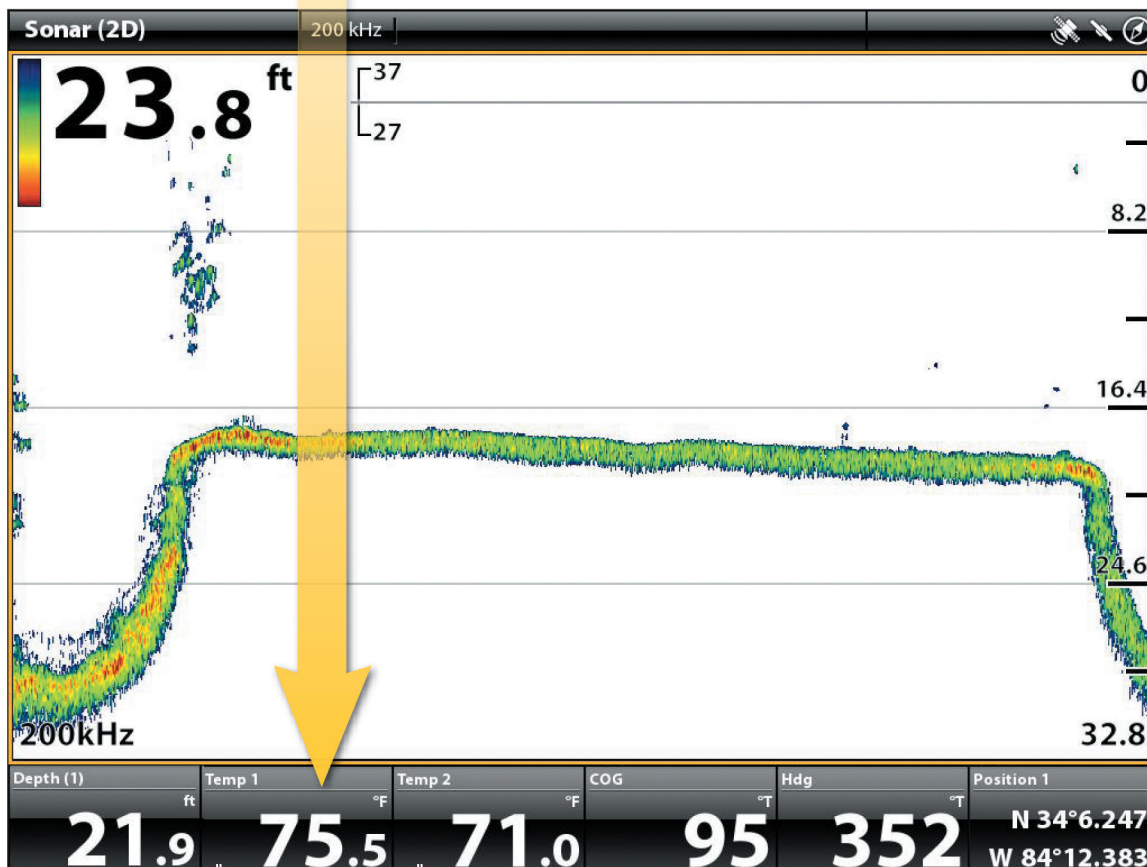 Sonar (2D) 200 kHz
23.8 ft
37
27
0
8.2
16.4
24.6
200kHz 32.8
Depth (1) Temp 1 Temp 2 COG Hdg Position 1
ft °F °F °T °T
21.9 75.5 71.0 95 352
N 34°6.247
W 84°12.383